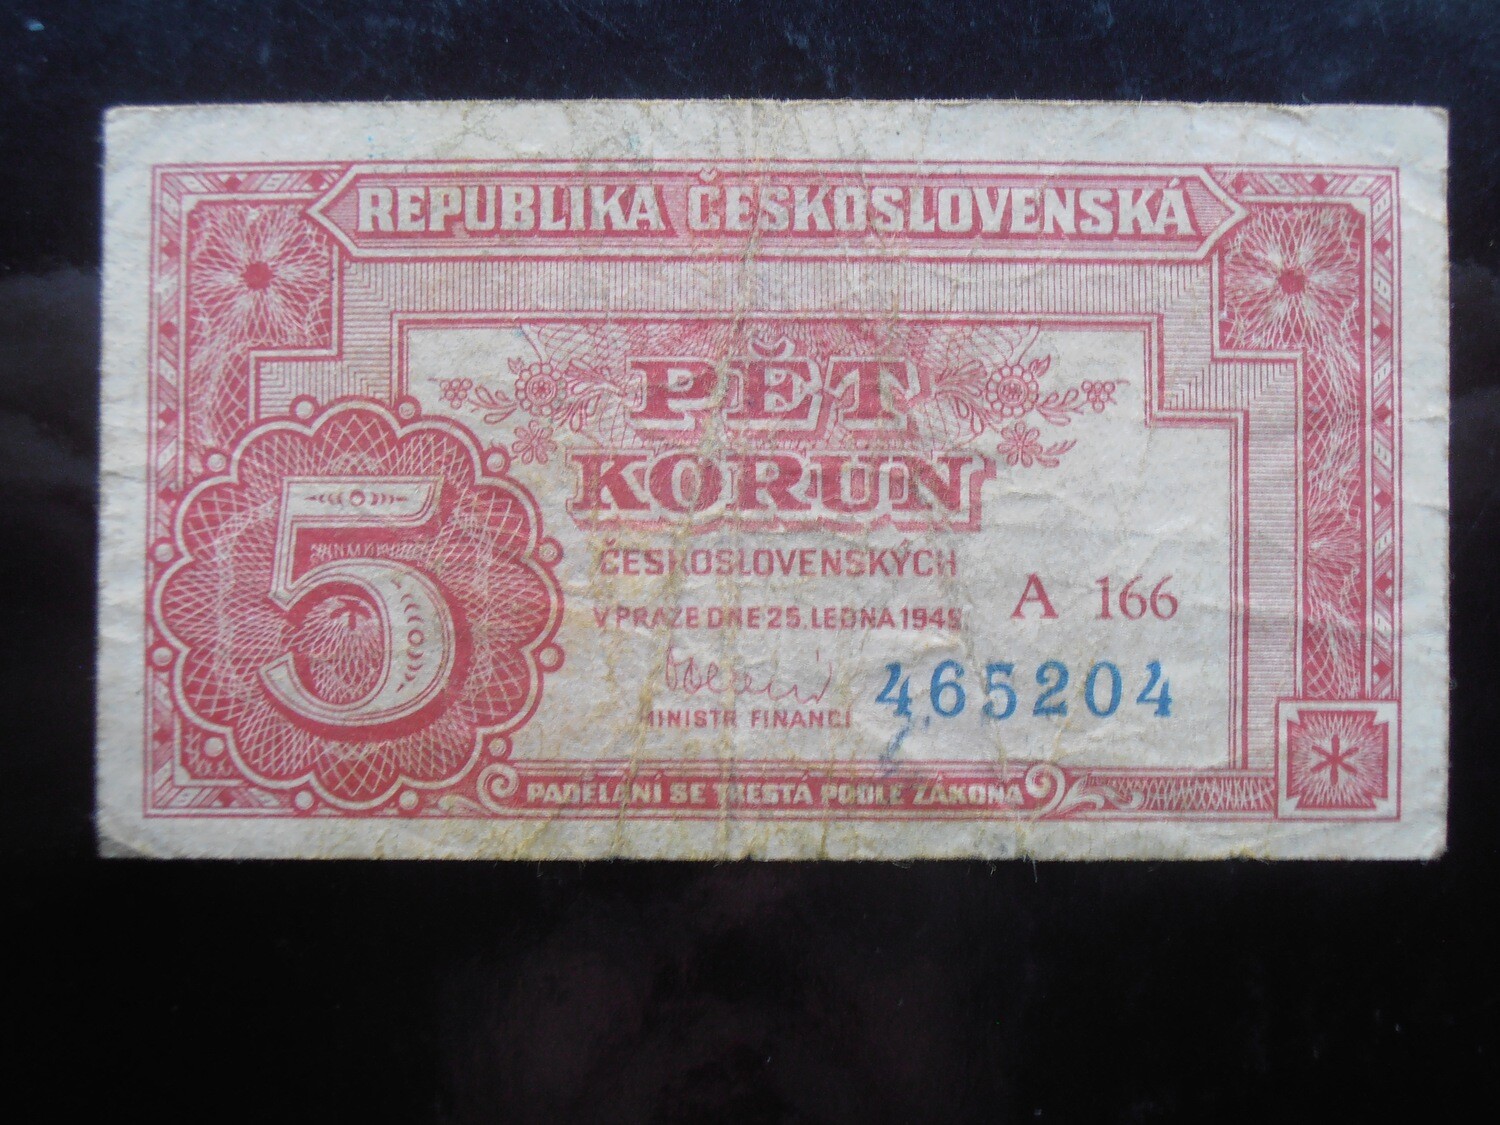 REPUBLIKA ČESKOSLOVENSKÁ
PĚT
KORUN
ČESKOSLOVENSKÝCH
5
V PRAZE DNE 25. LEDNA 1945
A 166
465204
MINISTR FINANCÍ
PADĚLÁNÍ SE TRESTÁ PODLE ZÁKONA